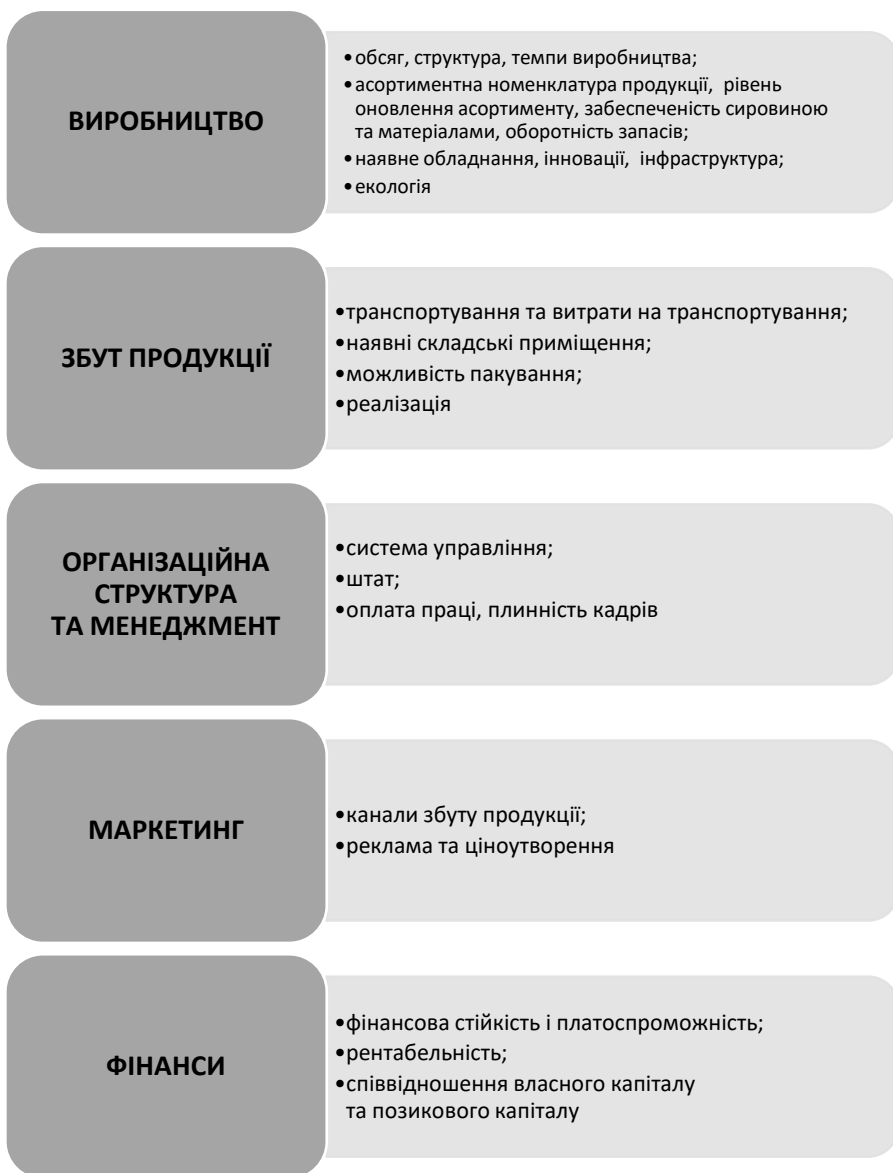 ВИРОБНИЦТВО
•обсяг, структура, темпи виробництва;
•асортиментна номенклатура продукції, рівень
оновлення асортименту, забеспеченість сировиною
та матеріалами, оборотність запасів;
•наявне обладнання, інновації, інфраструктура;
•екологія
ЗБУТ ПРОДУКЦІЇ
•транспортування та витрати на транспортування;
•наявні складські приміщення;
•можливість пакування;
•реалізація
ОРГАНІЗАЦІЙНА
СТРУКТУРА
ТА МЕНЕДЖМЕНТ
•система управління;
•штат;
•оплата праці, плинність кадрів
МАРКЕТИНГ
•канали збуту продукції;
•реклама та ціноутворення
ФІНАНСИ
•фінансова стійкість і платоспроможність;
•рентабельність;
•співвідношення власного капіталу
та позикового капіталу